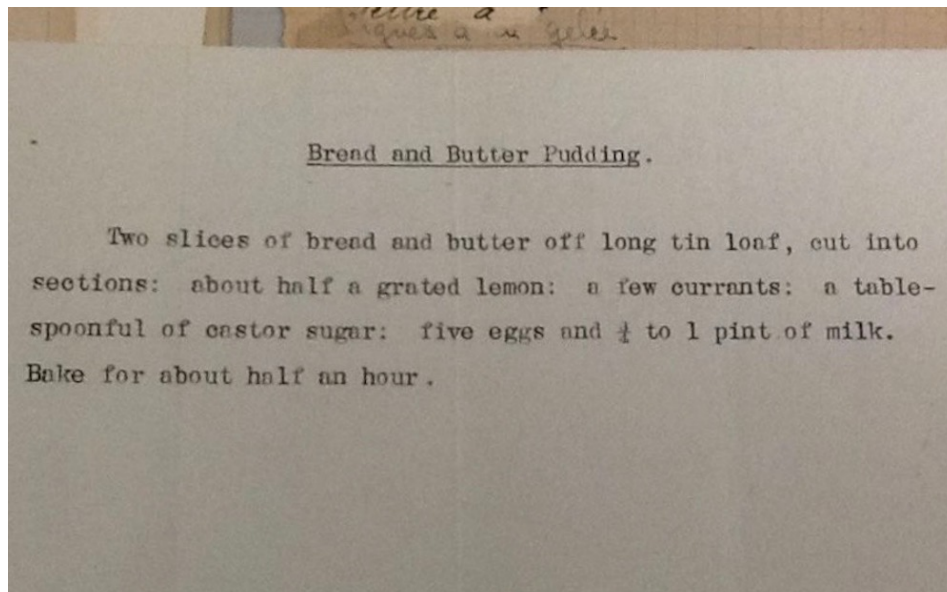 à
gelée
Bread and Butter Pudding.
Two slices of bread and butter off long tin loaf, cut into
sections: about half a grated lemon: a few currants: a table-
spoonful of castor sugar: five eggs and to 1 pint of milk.
Bake for about half an hour.